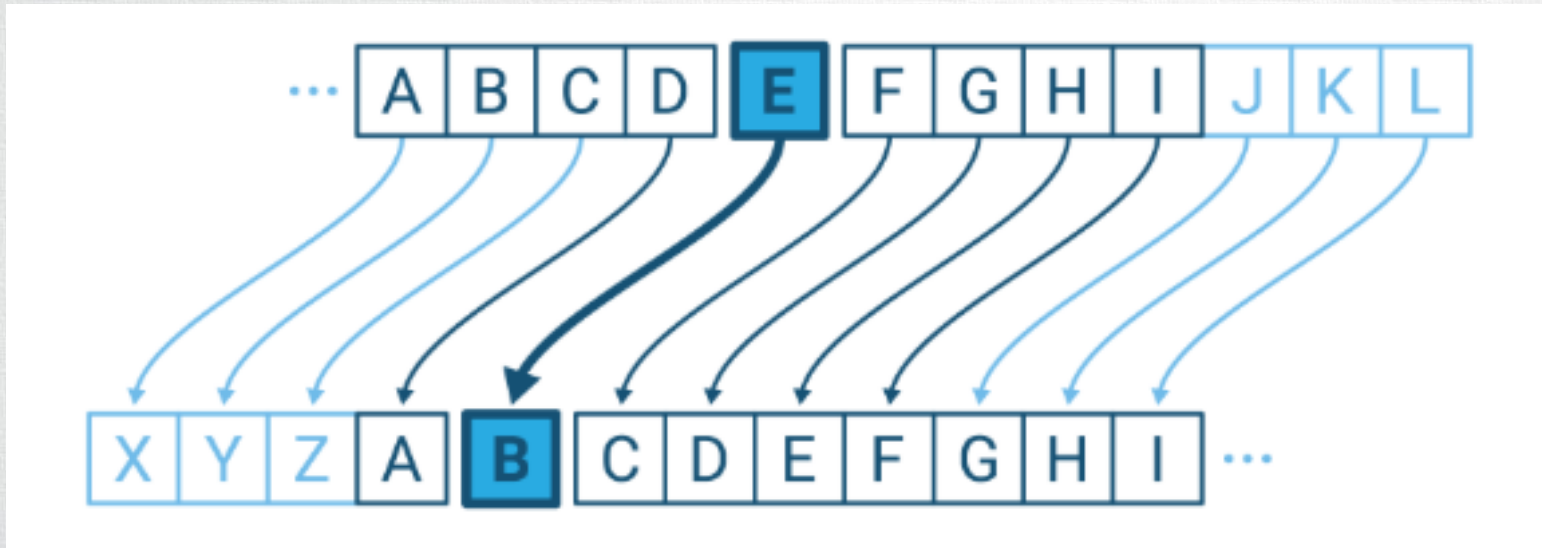 ... A B C D E F G H I J K L
X Y Z A B C D E F G H I ...